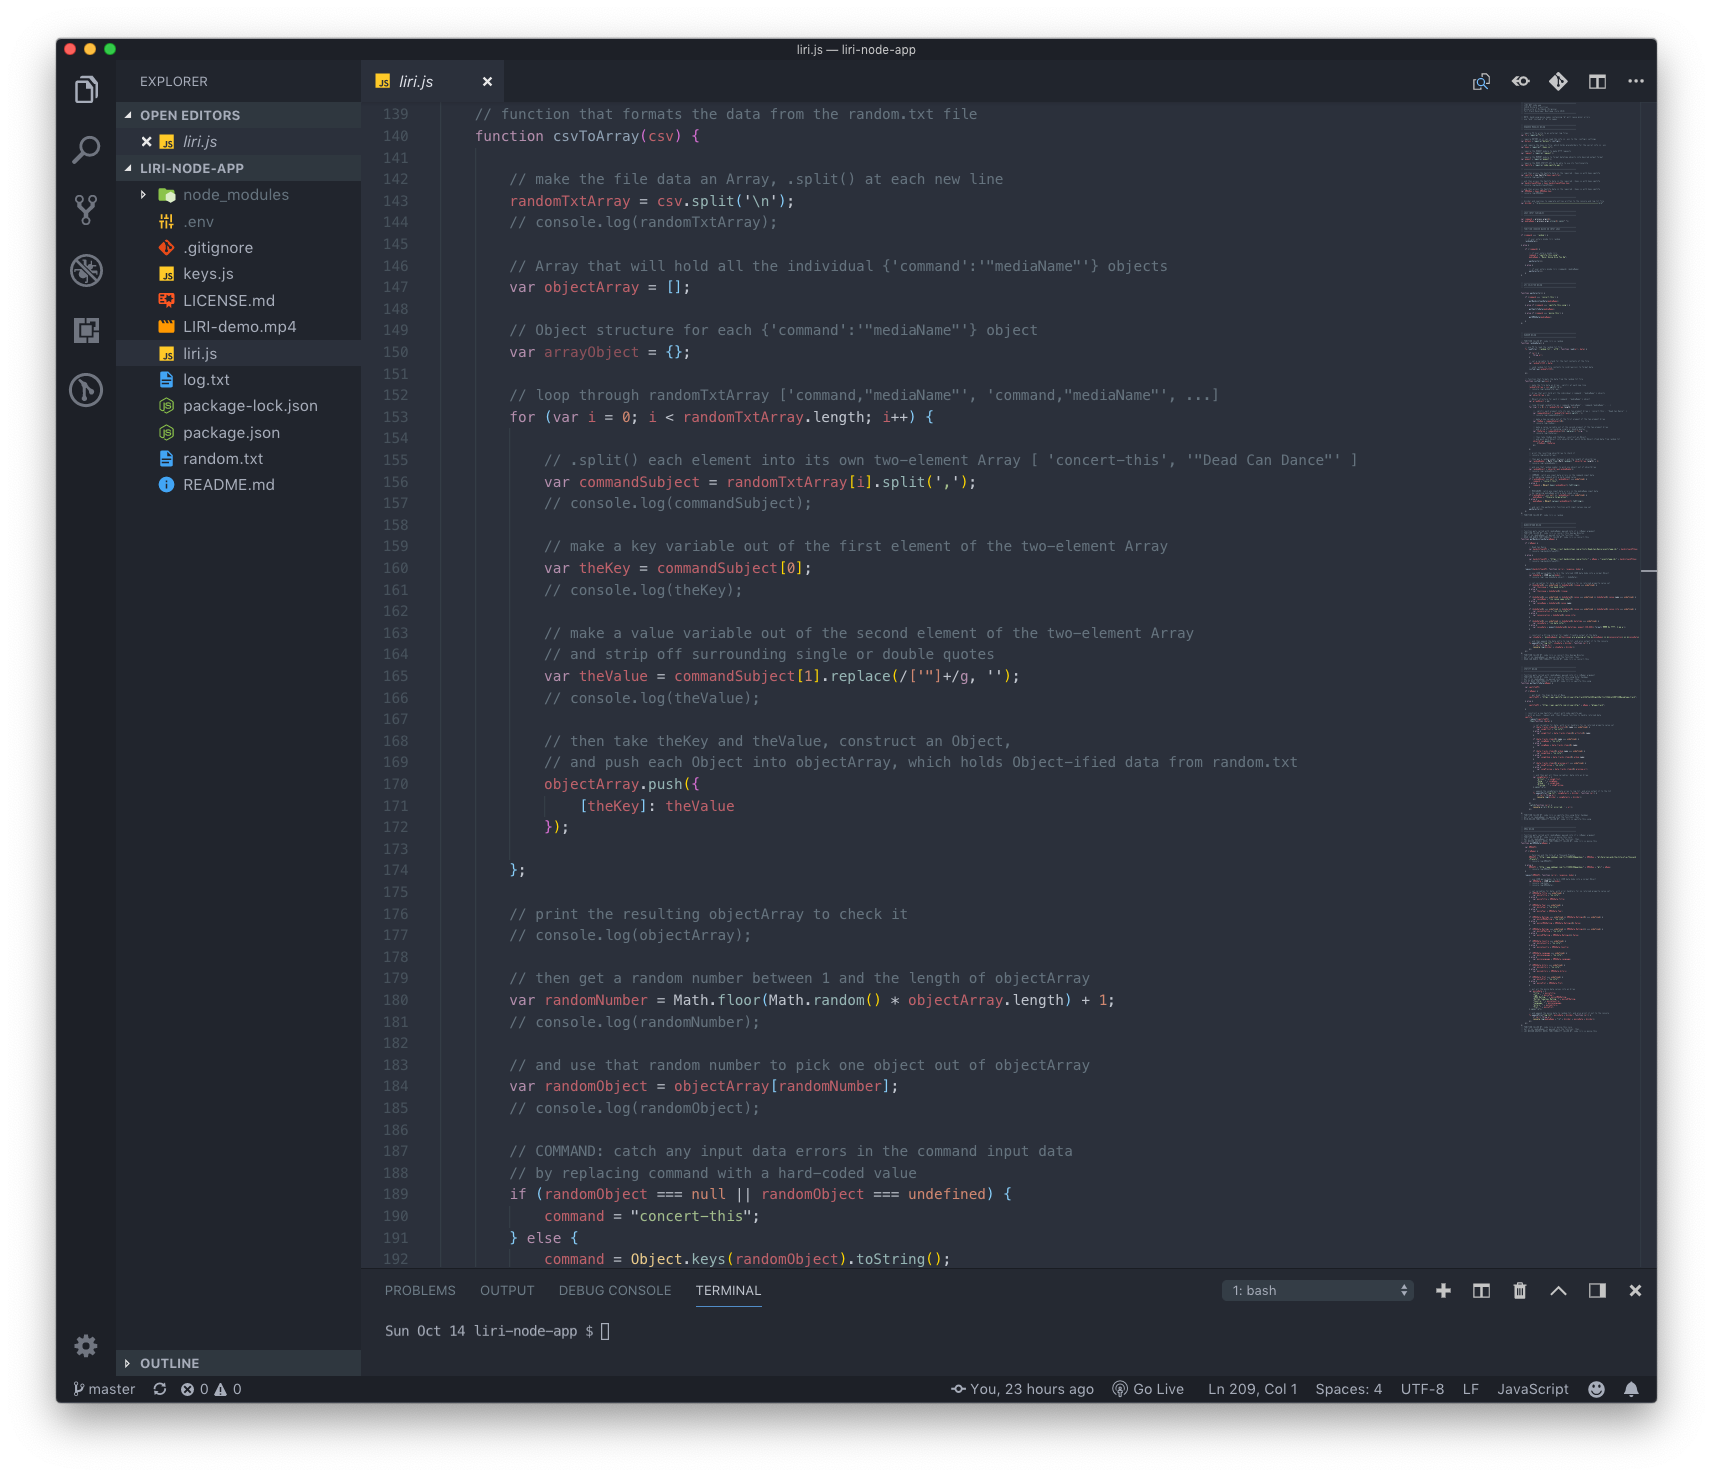 liri.js — liri-node-app
EXPLORER
OPEN EDITORS
liri.js
LIRI-NODE-APP
node_modules
.env
.gitignore
keys.js
LICENSE.md
LIRI-demo.mp4
liri.js
log.txt
package-lock.json
package.json
random.txt
README.md
OUTLINE
liri.js
139 // function that formats the data from the random.txt file
140 function csvToArray(csv) {
141
142 // make the file data an Array, .split() at each new line
143 randomTxtArray = csv.split('\n');
144 // console.log(randomTxtArray);
145
146 // Array that will hold all the individual {'command':'"mediaName"'} objects
147 var objectArray = [];
148
149 // Object structure for each {'command':'"mediaName"'} object
150 var arrayObject = {};
151
152 // loop through randomTxtArray ['command,"mediaName"', 'command,"mediaName"', ...]
153 for (var i = 0; i < randomTxtArray.length; i++) {
154
155 // .split() each element into its own two-element Array [ 'concert-this', '"Dead Can Dance"' ]
156 var commandSubject = randomTxtArray[i].split(',');
157 // console.log(commandSubject);
158
159 // make a key variable out of the first element of the two-element Array
160 var theKey = commandSubject[0];
161 // console.log(theKey);
162
163 // make a value variable out of the second element of the two-element Array
164 // and strip off surrounding single or double quotes
165 var theValue = commandSubject[1].replace(/['"]+/g, '');
166 // console.log(theValue);
167
168 // then take theKey and theValue, construct an Object,
169 // and push each Object into objectArray, which holds Object-ified data from random.txt
170 objectArray.push({
171 [theKey]: theValue
172 });
173
174 };
175
176 // print the resulting objectArray to check it
177 // console.log(objectArray);
178
179 // then get a random number between 1 and the length of objectArray
180 var randomNumber = Math.floor(Math.random() * objectArray.length) + 1;
181 // console.log(randomNumber);
182
183 // and use that random number to pick one object out of objectArray
184 var randomObject = objectArray[randomNumber];
185 // console.log(randomObject);
186
187 // COMMAND: catch any input data errors in the command input data
188 // by replacing command with a hard-coded value
189 if (randomObject === null || randomObject === undefined) {
190 command = "concert-this";
191 } else {
192 command = Object.keys(randomObject).toString();
PROBLEMS OUTPUT DEBUG CONSOLE TERMINAL 1: bash
Sun Oct 14 liri-node-app $
master 0 0 You, 23 hours ago Go Live Ln 209, Col 1 Spaces: 4 UTF-8 LF JavaScript